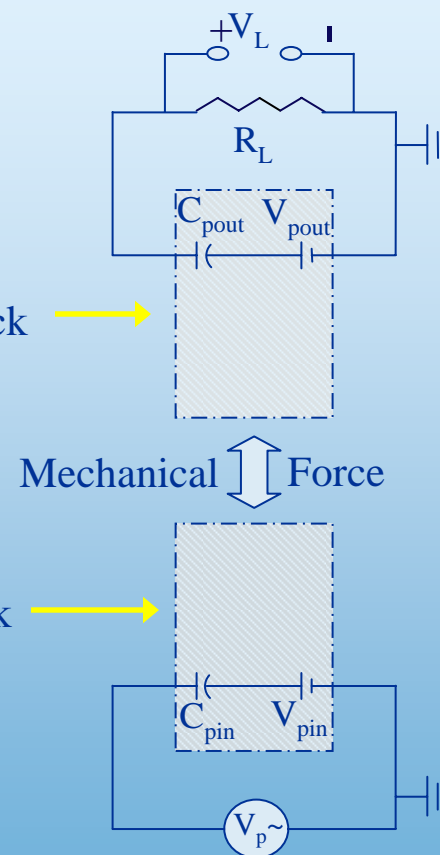 + V_L -
R_L
C_pout V_pout
ck
Mechanical Force
k
C_pin V_pin
V_p~